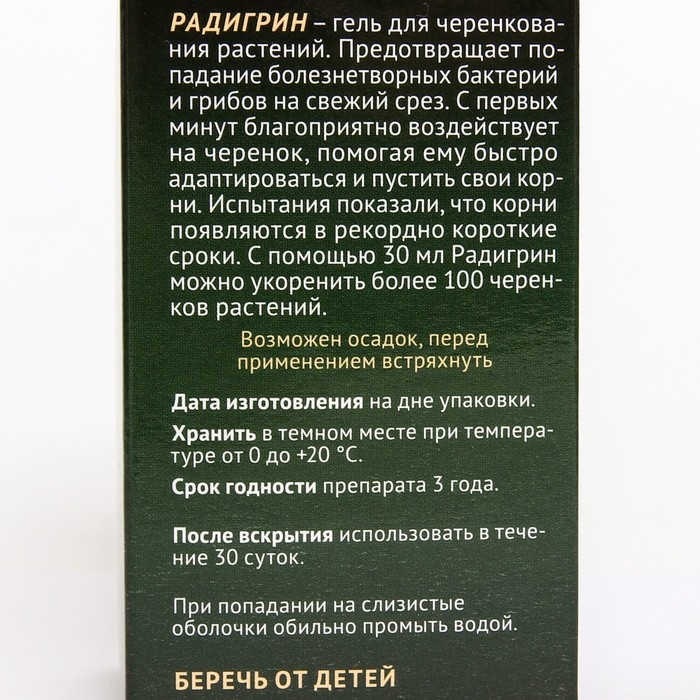 РАДИГРИН – гель для черенкова-
ния растений. Предотвращает по-
падание болезнетворных бактерий
и грибов на свежий срез. С первых
минут благоприятно воздействует
на черенок, помогая ему быстро
адаптироваться и пустить свои кор-
ни. Испытания показали, что корни
появляются в рекордно короткие
сроки. С помощью 30 мл Радигрин
можно укоренить более 100 черен-
ков растений.
Возможен осадок, перед
применением встряхнуть
Дата изготовления на дне упаковки.
Хранить в темном месте при темпера-
туре от 0 до +20 °С.
Срок годности препарата 3 года.
После вскрытия использовать в тече-
ние 30 суток.
При попадании на слизистые
оболочки обильно промыть водой.
БЕРЕЧЬ ОТ ДЕТЕЙ